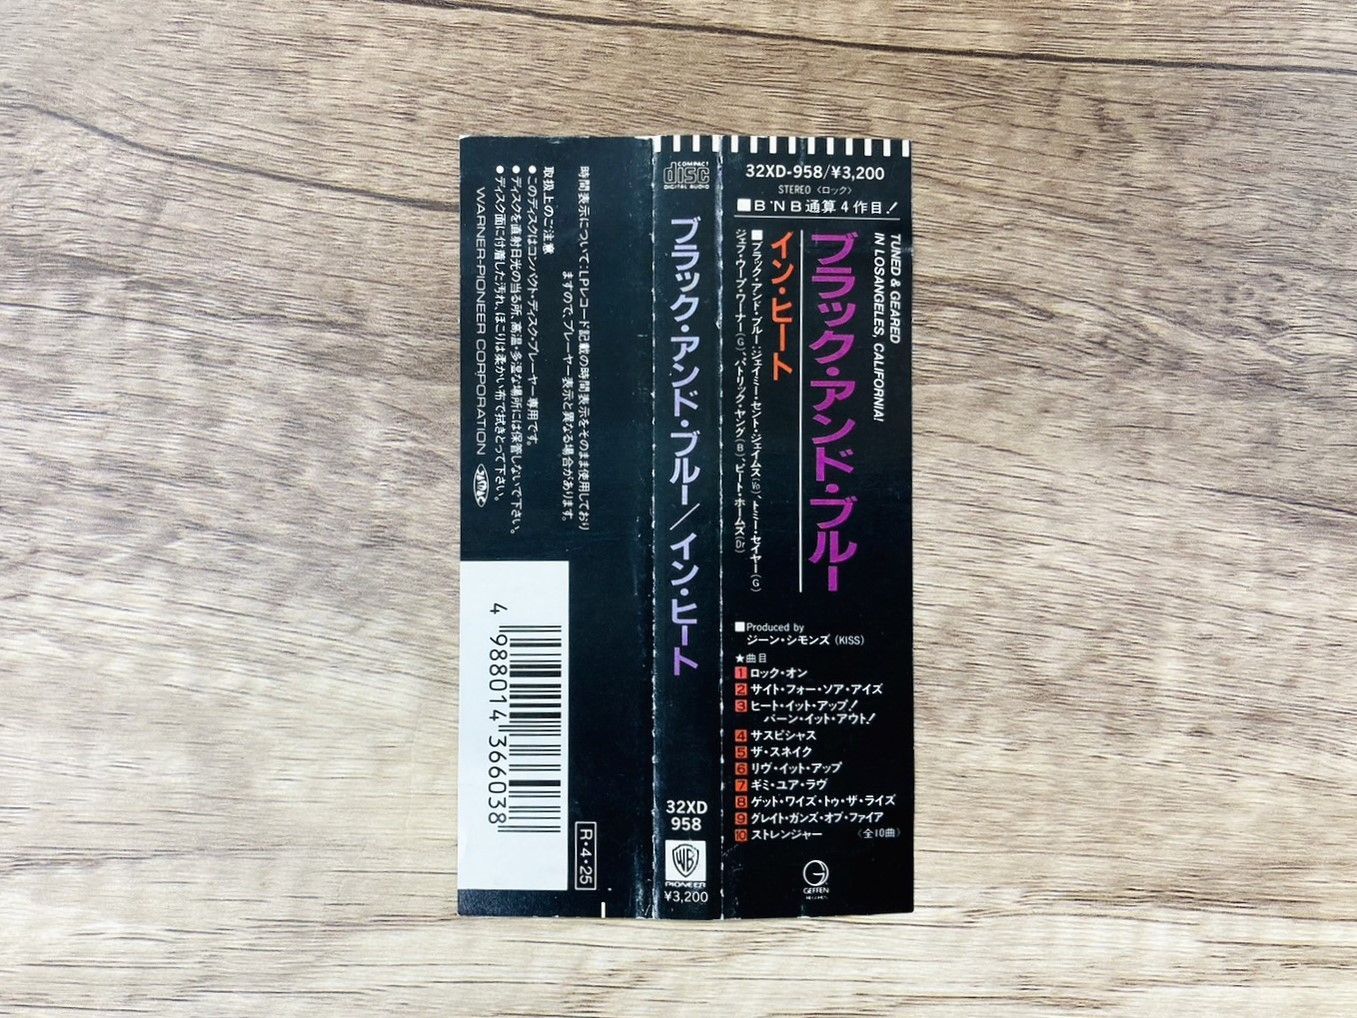 32XD-958/¥3,200
STEREO〈ロック〉
■B'NB通算4作目!
TUNED & GEARED
IN LOSANGELES, CALIFORNIA!
ブラック・アンド・ブルー
イン・ヒート
■ブラック・アンド・ブルー:ジェイミー・セント・ジェイムズ(Vo)、トミー・セイヤー(G)
ジェフ・ウープ・ワーナー(G)、パトリック・ヤング(B)、ピート・ホームズ(Ds)
■Produced by
ジーン・シモンズ(KISS)
★曲目
1 ロック・オン
2 サイト・フォー・ソア・アイズ
3 ヒート・イット・アップ!
バーン・イット・アウト!
4 サスピシャス
5 ザ・スネイク
6 リヴ・イット・アップ
7 ギミ・ユア・ラヴ
8 ゲット・ワイズ・トゥ・ザ・ライズ
9 グレイト・ガンズ・オブ・ファイア
10 ストレンジャー 〈全10曲〉
GEFFEN
RECORDS
COMPACT
disc
DIGITAL AUDIO
ブラック・アンド・ブルー/イン・ヒート
32XD
958
WB
PIONEER
¥3,200
時間表示について:LPレコード記載の時間表示をそのまま使用しており
ますので、プレーヤー表示と異なる場合があります。
取扱上のご注意
●このディスクはコンパクト・ディスク・プレーヤー専用です。
●ディスクを直射日光の当る所、高温・多湿な場所には保管しないで下さい。
●ディスク面に付着した汚れ、ほこりは柔かい布で拭きとって下さい。
WARNER-PIONEER CORPORATION
4 988014 366038
R・4・25